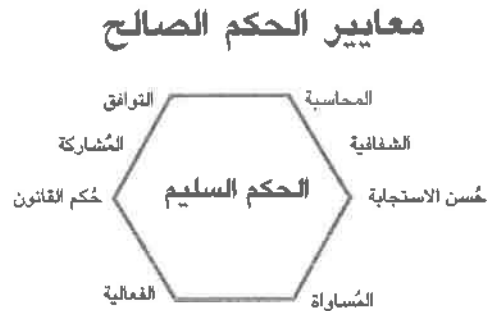 معايير الحكم الصالح
المحاسبة
التوافق
الشفافية
المُشاركة
حُسن الاستجابة
الحكم السليم
حُكم القانون
المُساواة
الفعالية